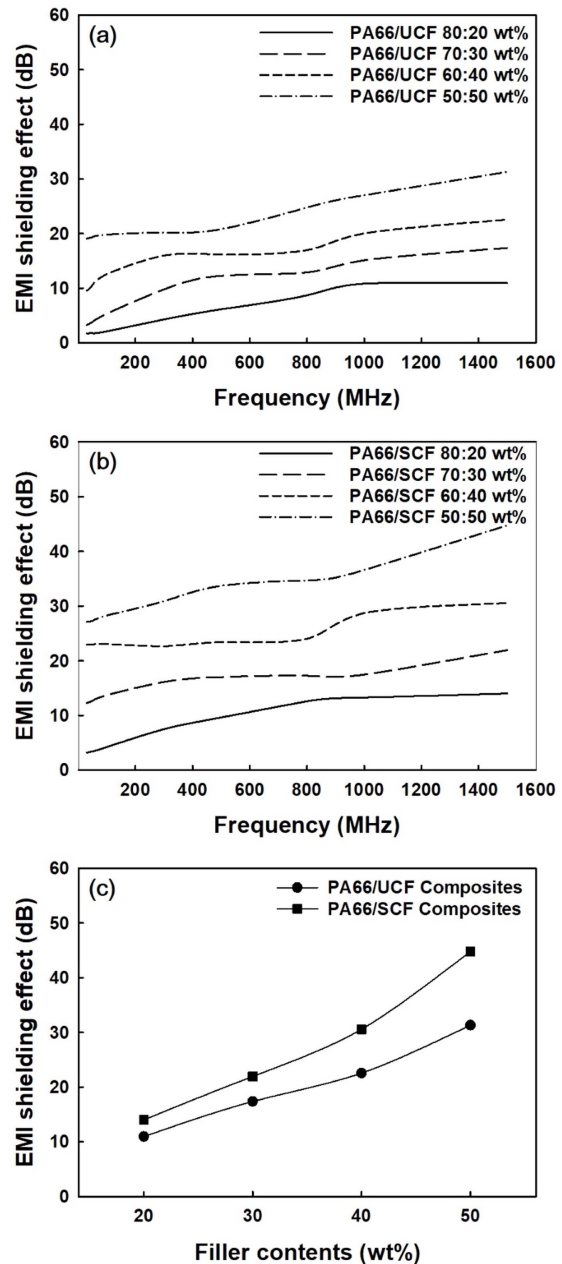 (a)
PA66/UCF 80:20 wt%
PA66/UCF 70:30 wt%
PA66/UCF 60:40 wt%
PA66/UCF 50:50 wt%
EMI shielding effect (dB)
60
50
40
30
20
10
0
200 400 600 800 1000 1200 1400 1600
Frequency (MHz)
(b)
PA66/SCF 80:20 wt%
PA66/SCF 70:30 wt%
PA66/SCF 60:40 wt%
PA66/SCF 50:50 wt%
EMI shielding effect (dB)
60
50
40
30
20
10
0
200 400 600 800 1000 1200 1400 1600
Frequency (MHz)
(c)
PA66/UCF Composites
PA66/SCF Composites
EMI shielding effect (dB)
60
50
40
30
20
10
0
20 30 40 50
Filler contents (wt%)